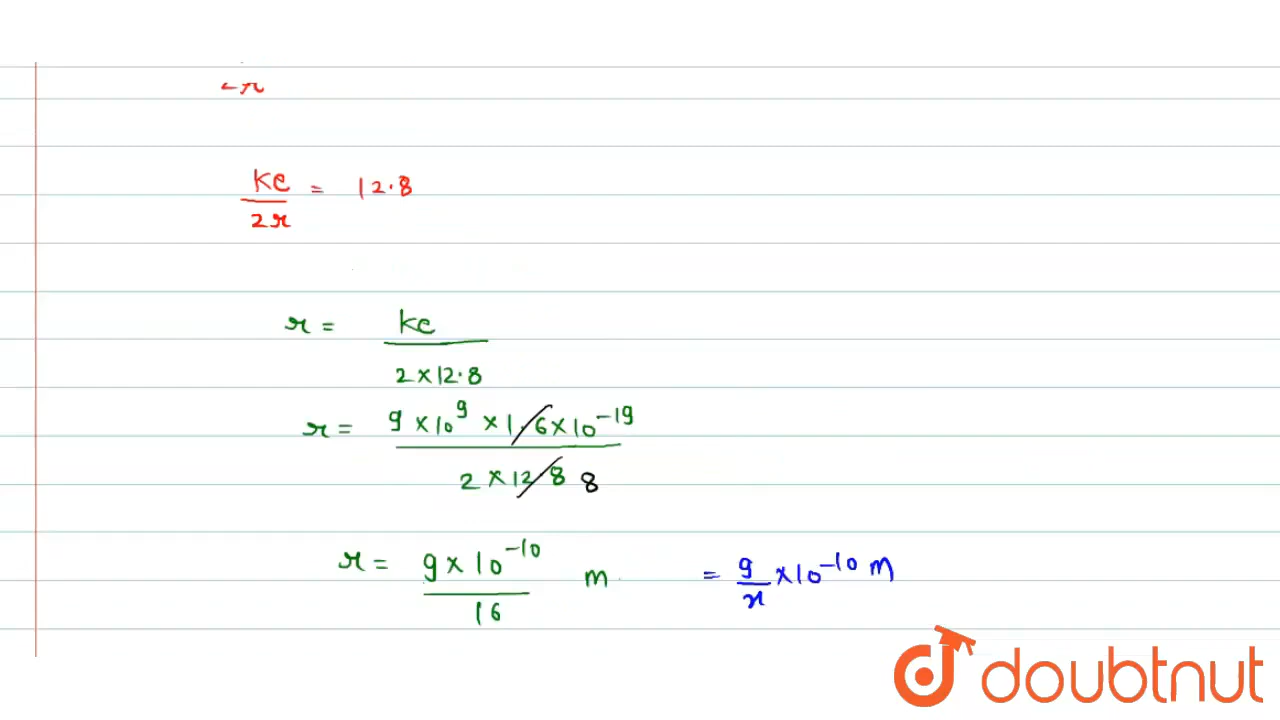 Ke = 12.8
2r
r = Ke
2 × 12.8
r = 9 × 10^9 × 1.6 × 10^-19
2 × 12.8 8
r = 9 × 10^-10 m = 9 × 10^-10 m
16 x
doubtnut